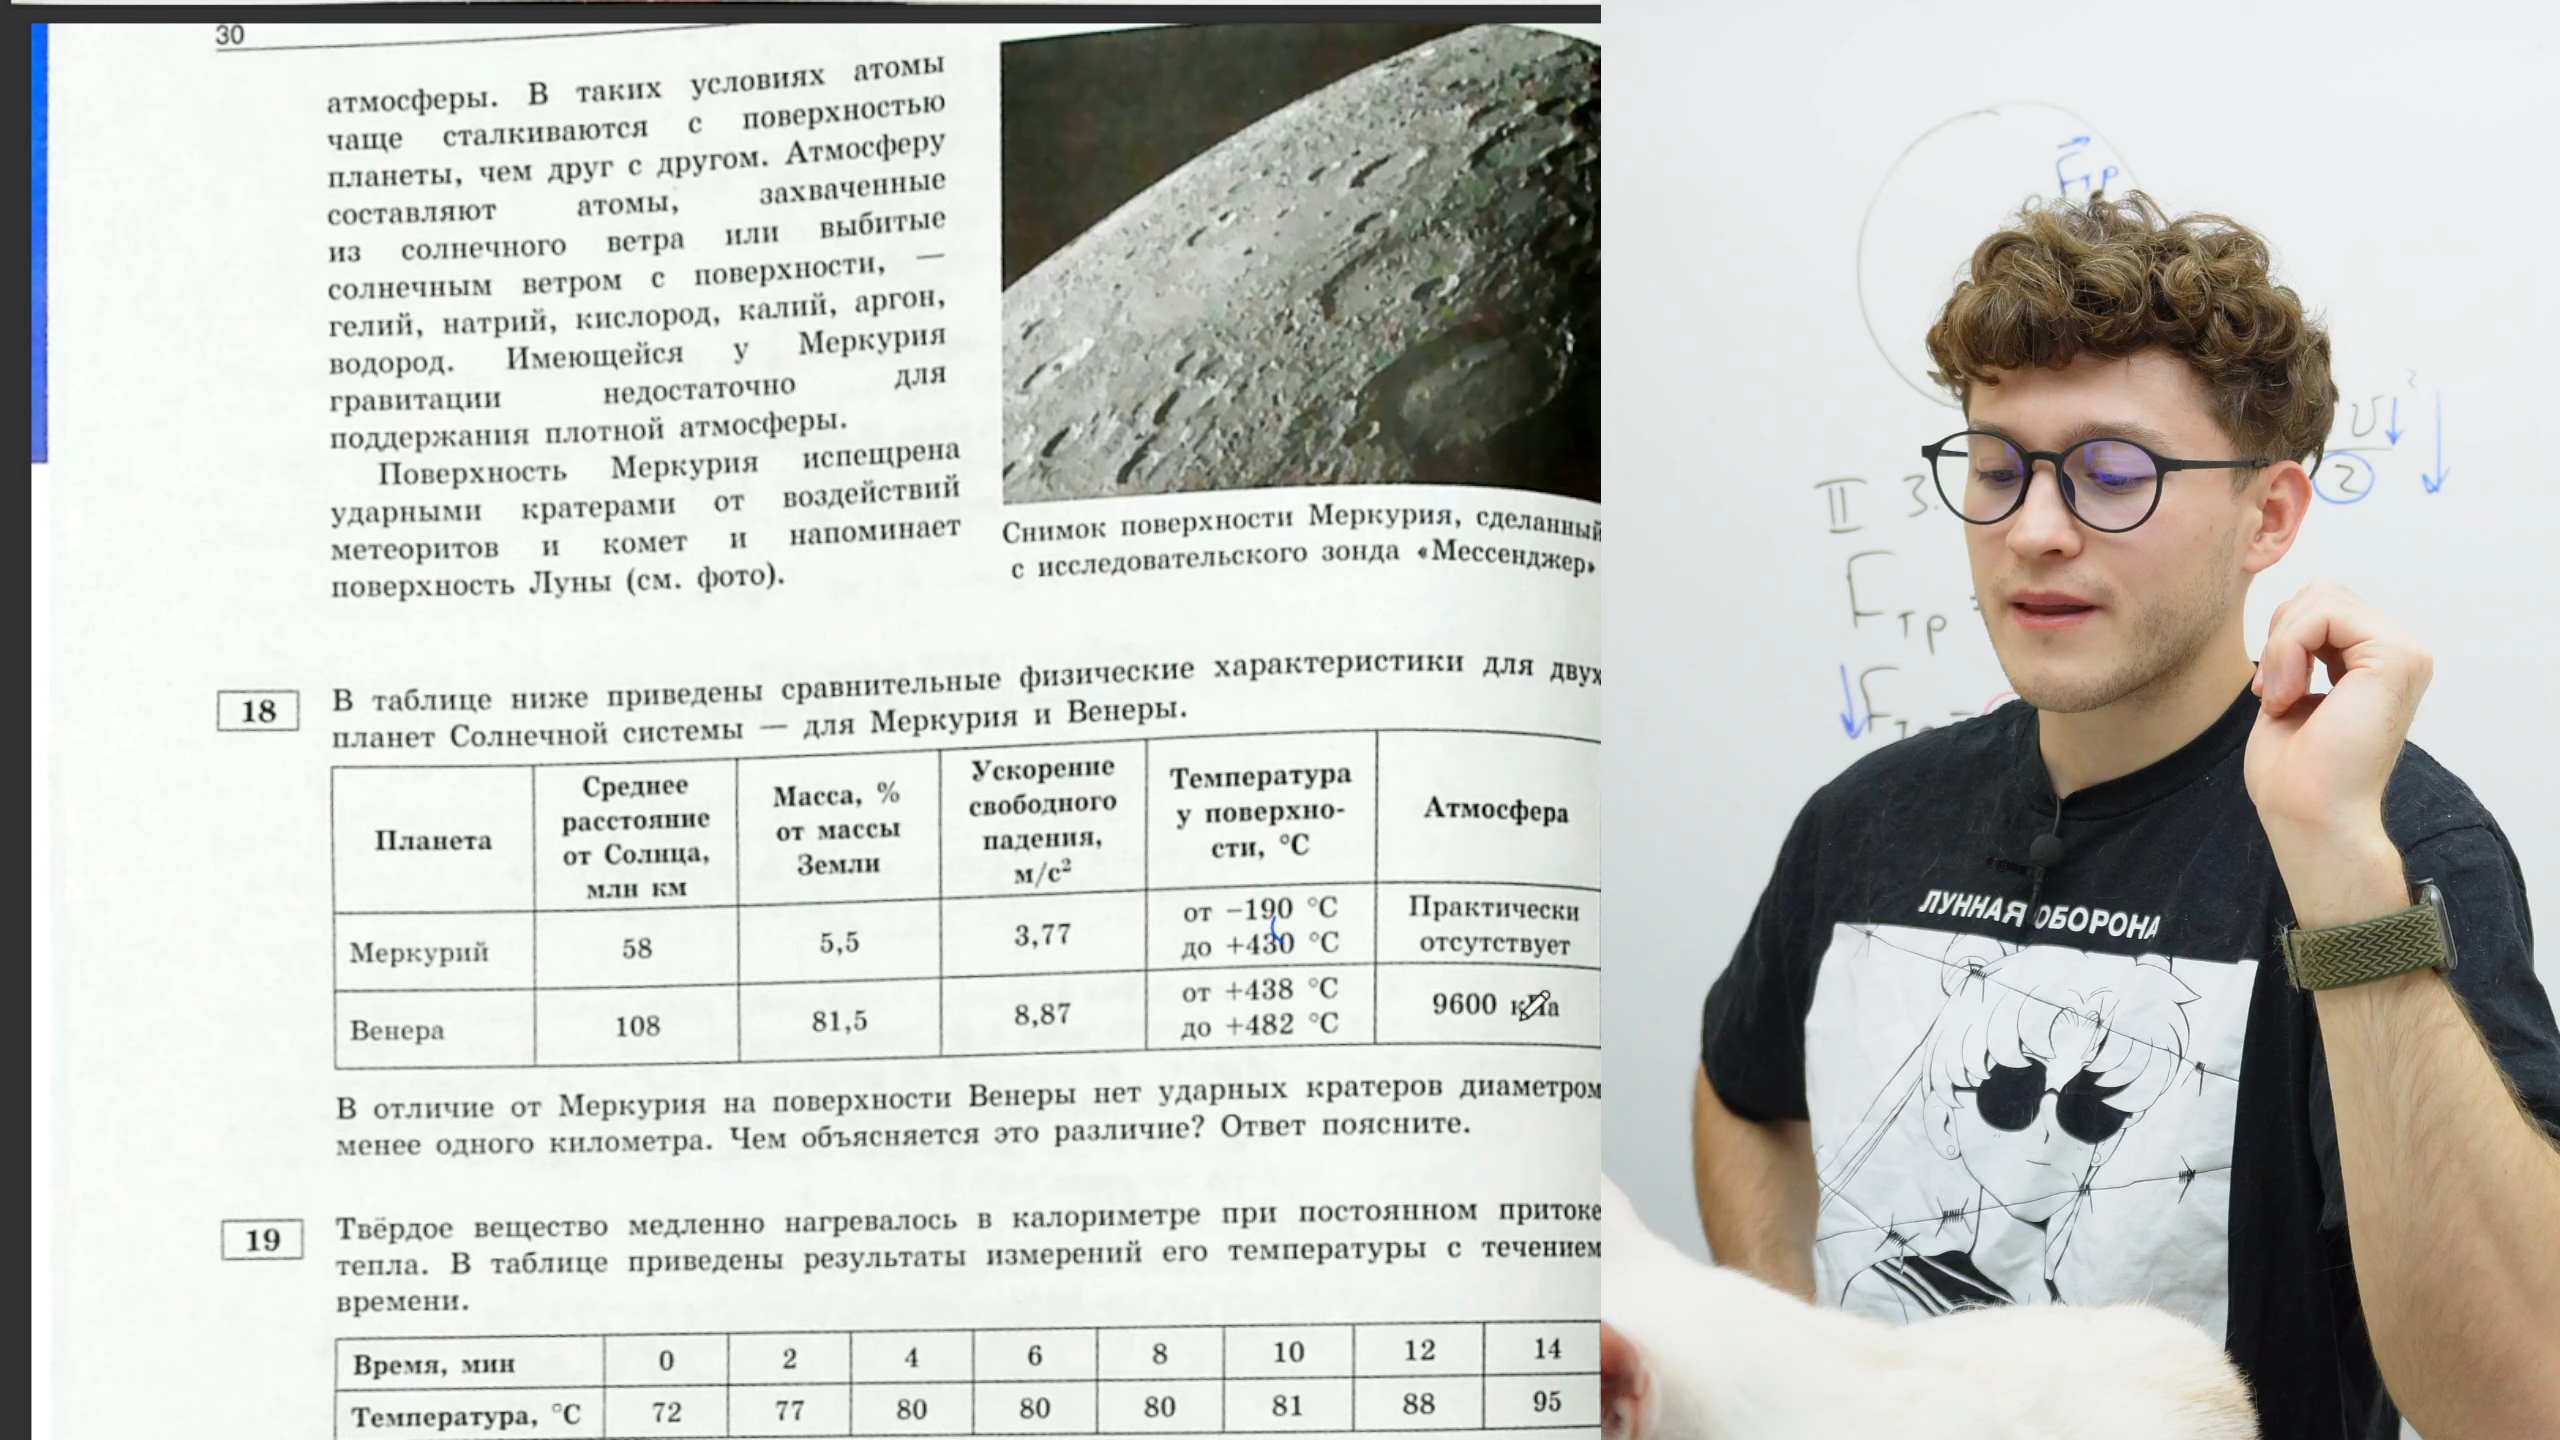 30
атмосферы. В таких условиях атомы
чаще сталкиваются с поверхностью
планеты, чем друг с другом. Атмосферу
составляют атомы, захваченные
из солнечного ветра или выбитые
солнечным ветром с поверхности, —
гелий, натрий, кислород, калий, аргон,
водород. Имеющейся у Меркурия
гравитации недостаточно для
поддержания плотной атмосферы.
Поверхность Меркурия испещрена
ударными кратерами от воздействий
метеоритов и комет и напоминает
поверхность Луны (см. фото).
Снимок поверхности Меркурия, сделанный
с исследовательского зонда «Мессенджер»
18
В таблице ниже приведены сравнительные физические характеристики для двух
планет Солнечной системы — для Меркурия и Венеры.
Планета
Среднее
расстояние
от Солнца,
млн км
Масса, %
от массы
Земли
Ускорение
свободного
падения,
м/с²
Температура
у поверхно-
сти, °С
Атмосфера
Меркурий
58
5,5
3,77
от −190 °С
до +430 °С
Практически
отсутствует
Венера
108
81,5
8,87
от +438 °С
до +482 °С
9600 кПа
В отличие от Меркурия на поверхности Венеры нет ударных кратеров диаметром
менее одного километра. Чем объясняется это различие? Ответ поясните.
19
Твёрдое вещество медленно нагревалось в калориметре при постоянном притоке
тепла. В таблице приведены результаты измерений его температуры с течением
времени.
Время, мин 0 2 4 6 8 10 12 14
Температура, °С 72 77 80 80 80 81 88 95
Fтр
υ²
2
II З.
Fтр
ЛУННАЯ ОБОРОНА